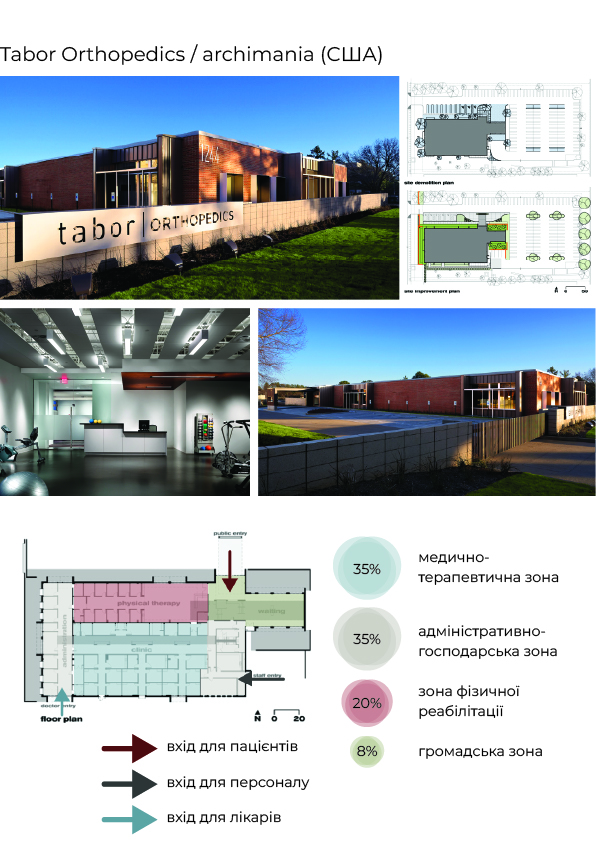 Tabor Orthopedics / archimania (США)
1244
tabor | ORTHOPEDICS
site demolition plan
site improvement plan
public entry
physical therapy
waiting
administration
clinic
staff entry
doctor entry
floor plan
N 0 20
35%
медично-
терапевтична зона
35%
адміністративно-
господарська зона
20%
зона фізичної
реабілітації
8%
громадська зона
вхід для пацієнтів
вхід для персоналу
вхід для лікарів